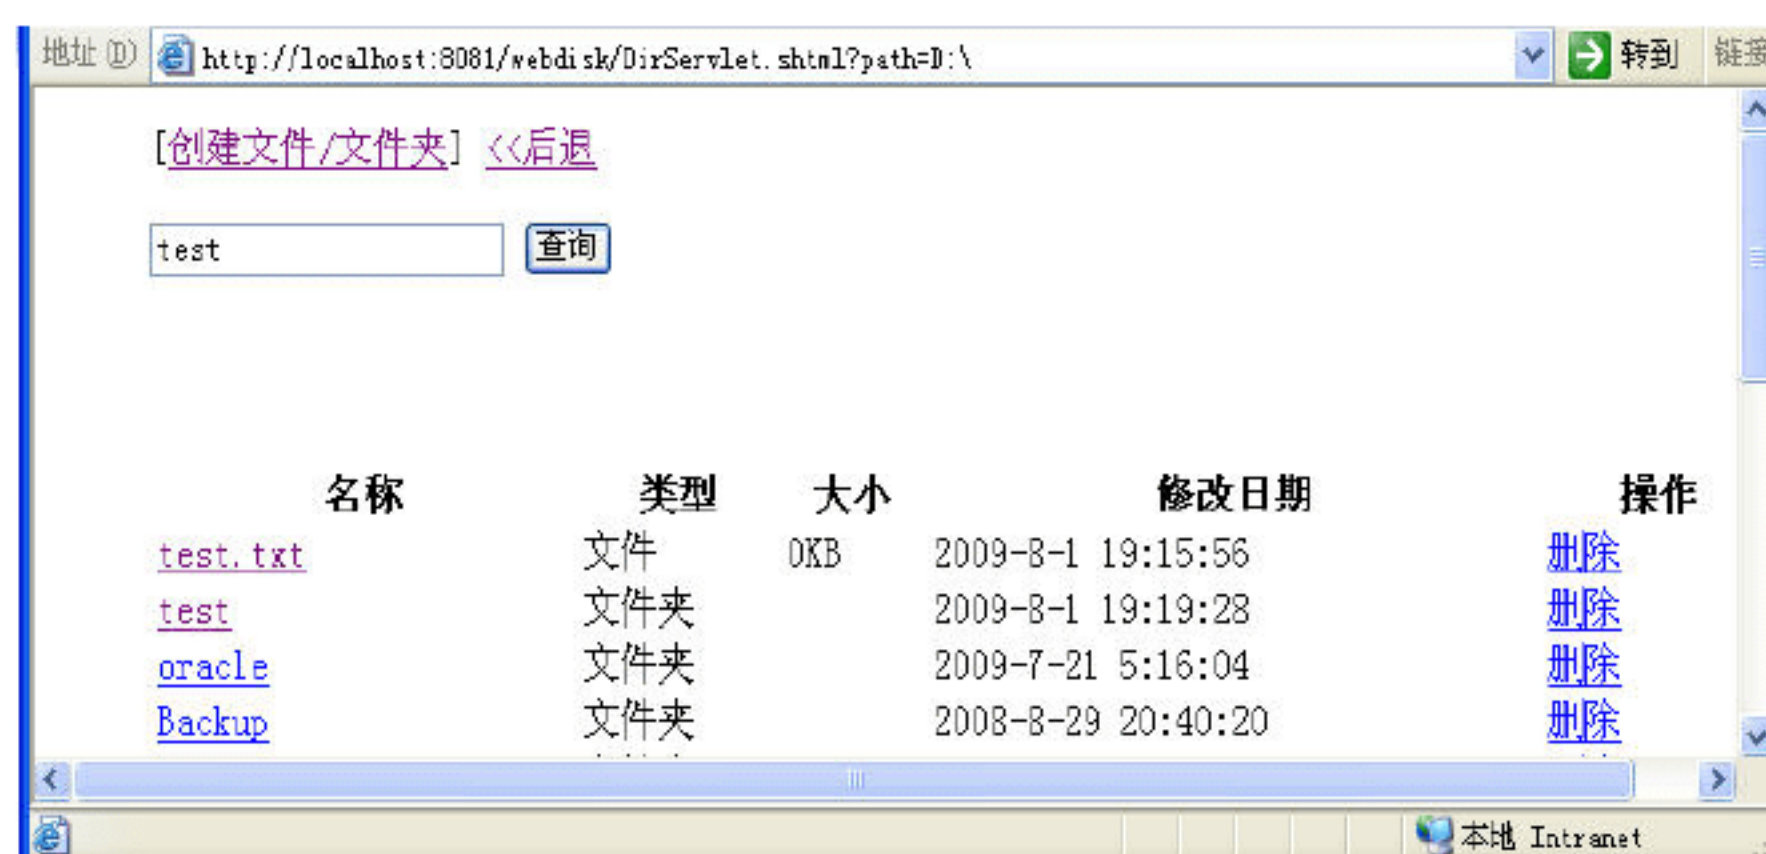 地址(D) http://localhost:8081/webdisk/DirServlet.shtml?path=D:\ 转到 链接
[创建文件/文件夹] <<后退
test 查询
名称 类型 大小 修改日期 操作
test.txt 文件 0KB 2009-8-1 19:15:56 删除
test 文件夹 2009-8-1 19:19:28 删除
oracle 文件夹 2009-7-21 5:16:04 删除
Backup 文件夹 2008-8-29 20:40:20 删除
本地 Intranet